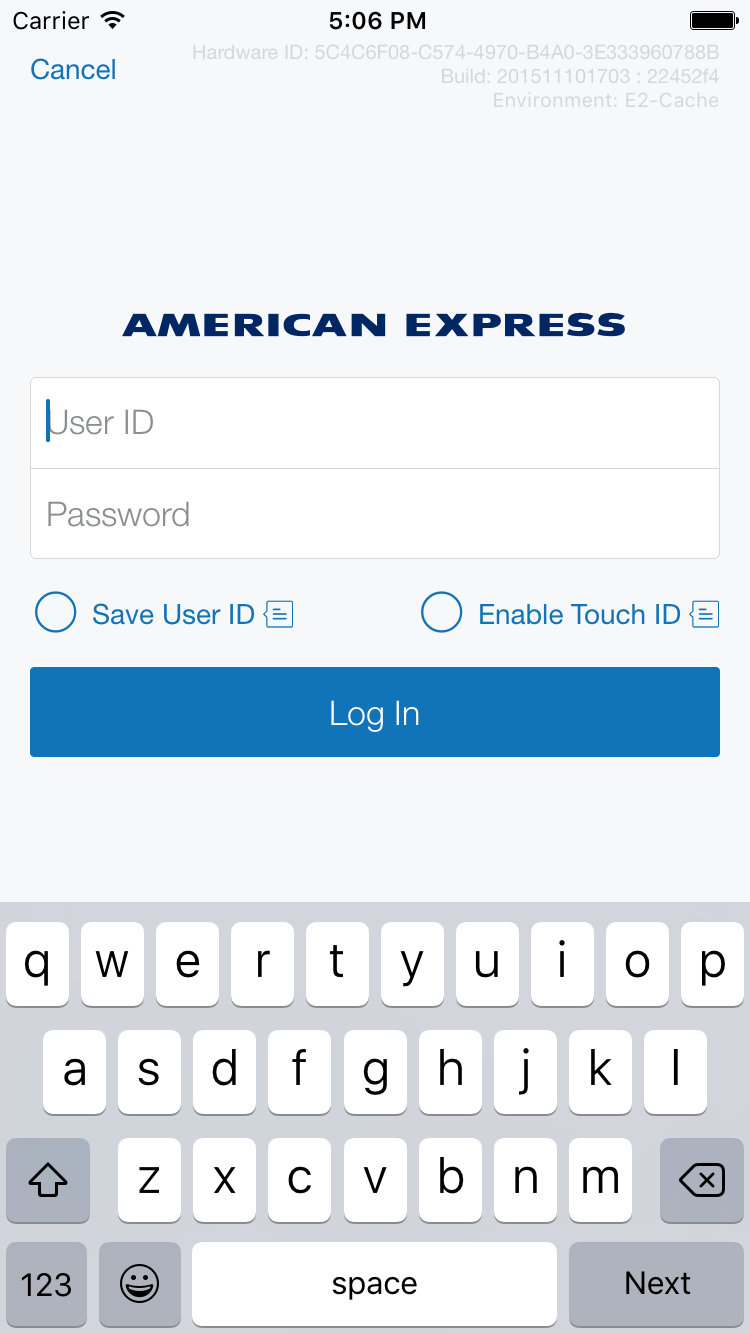 Carrier 5:06 PM
Hardware ID: 5C4C6F08-C574-4970-B4A0-3E333960788B
Cancel
Build: 201511101703 : 22452f4
Environment: E2-Cache
AMERICAN EXPRESS
User ID
Password
Save User ID Enable Touch ID
Log In
q w e r t y u i o p
a s d f g h j k l
z x c v b n m
123 space Next